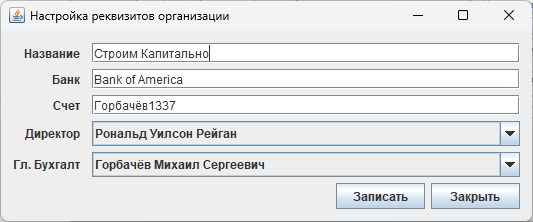 Настройка реквизитов организации
Название Строим Капитально
Банк Bank of America
Счет Горбачёв1337
Директор Рональд Уилсон Рейган
Гл. Бухгалт Горбачёв Михаил Сергеевич
Записать Закрыть